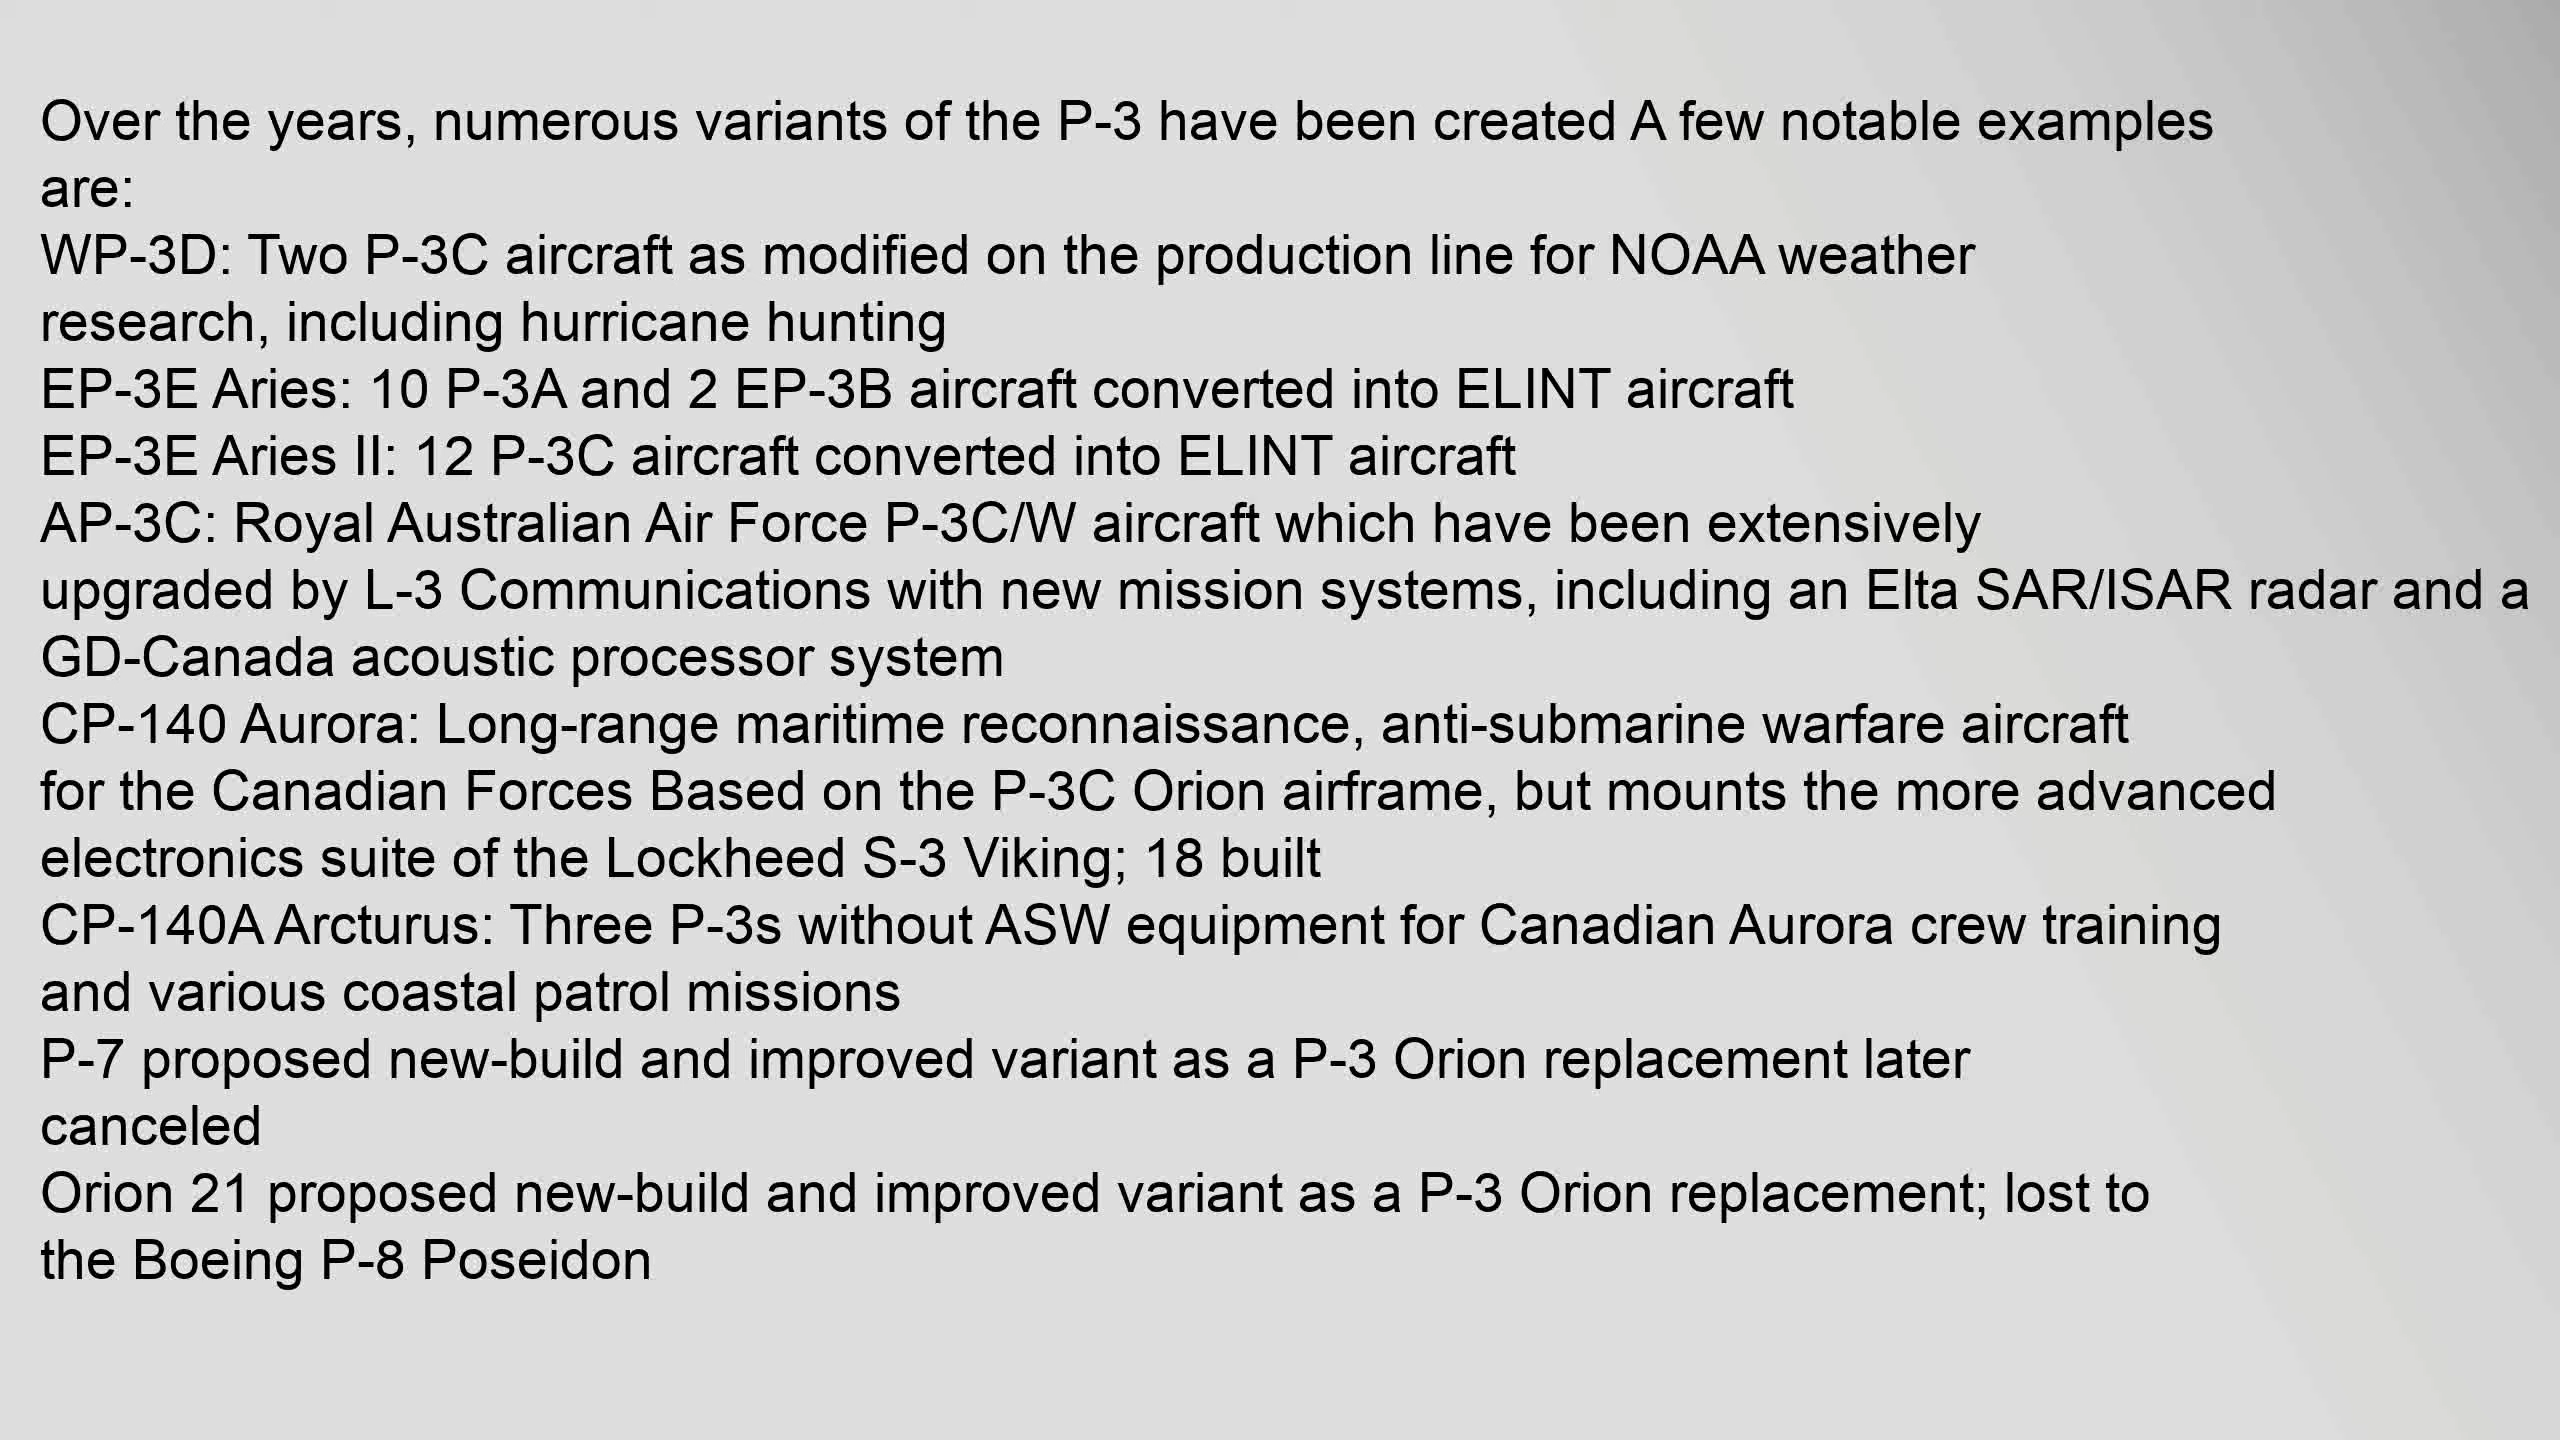 Over the years, numerous variants of the P-3 have been created A few notable examples
are:
WP-3D: Two P-3C aircraft as modified on the production line for NOAA weather
research, including hurricane hunting
EP-3E Aries: 10 P-3A and 2 EP-3B aircraft converted into ELINT aircraft
EP-3E Aries II: 12 P-3C aircraft converted into ELINT aircraft
AP-3C: Royal Australian Air Force P-3C/W aircraft which have been extensively
upgraded by L-3 Communications with new mission systems, including an Elta SAR/ISAR radar and a
GD-Canada acoustic processor system
CP-140 Aurora: Long-range maritime reconnaissance, anti-submarine warfare aircraft
for the Canadian Forces Based on the P-3C Orion airframe, but mounts the more advanced
electronics suite of the Lockheed S-3 Viking; 18 built
CP-140A Arcturus: Three P-3s without ASW equipment for Canadian Aurora crew training
and various coastal patrol missions
P-7 proposed new-build and improved variant as a P-3 Orion replacement later
canceled
Orion 21 proposed new-build and improved variant as a P-3 Orion replacement; lost to
the Boeing P-8 Poseidon